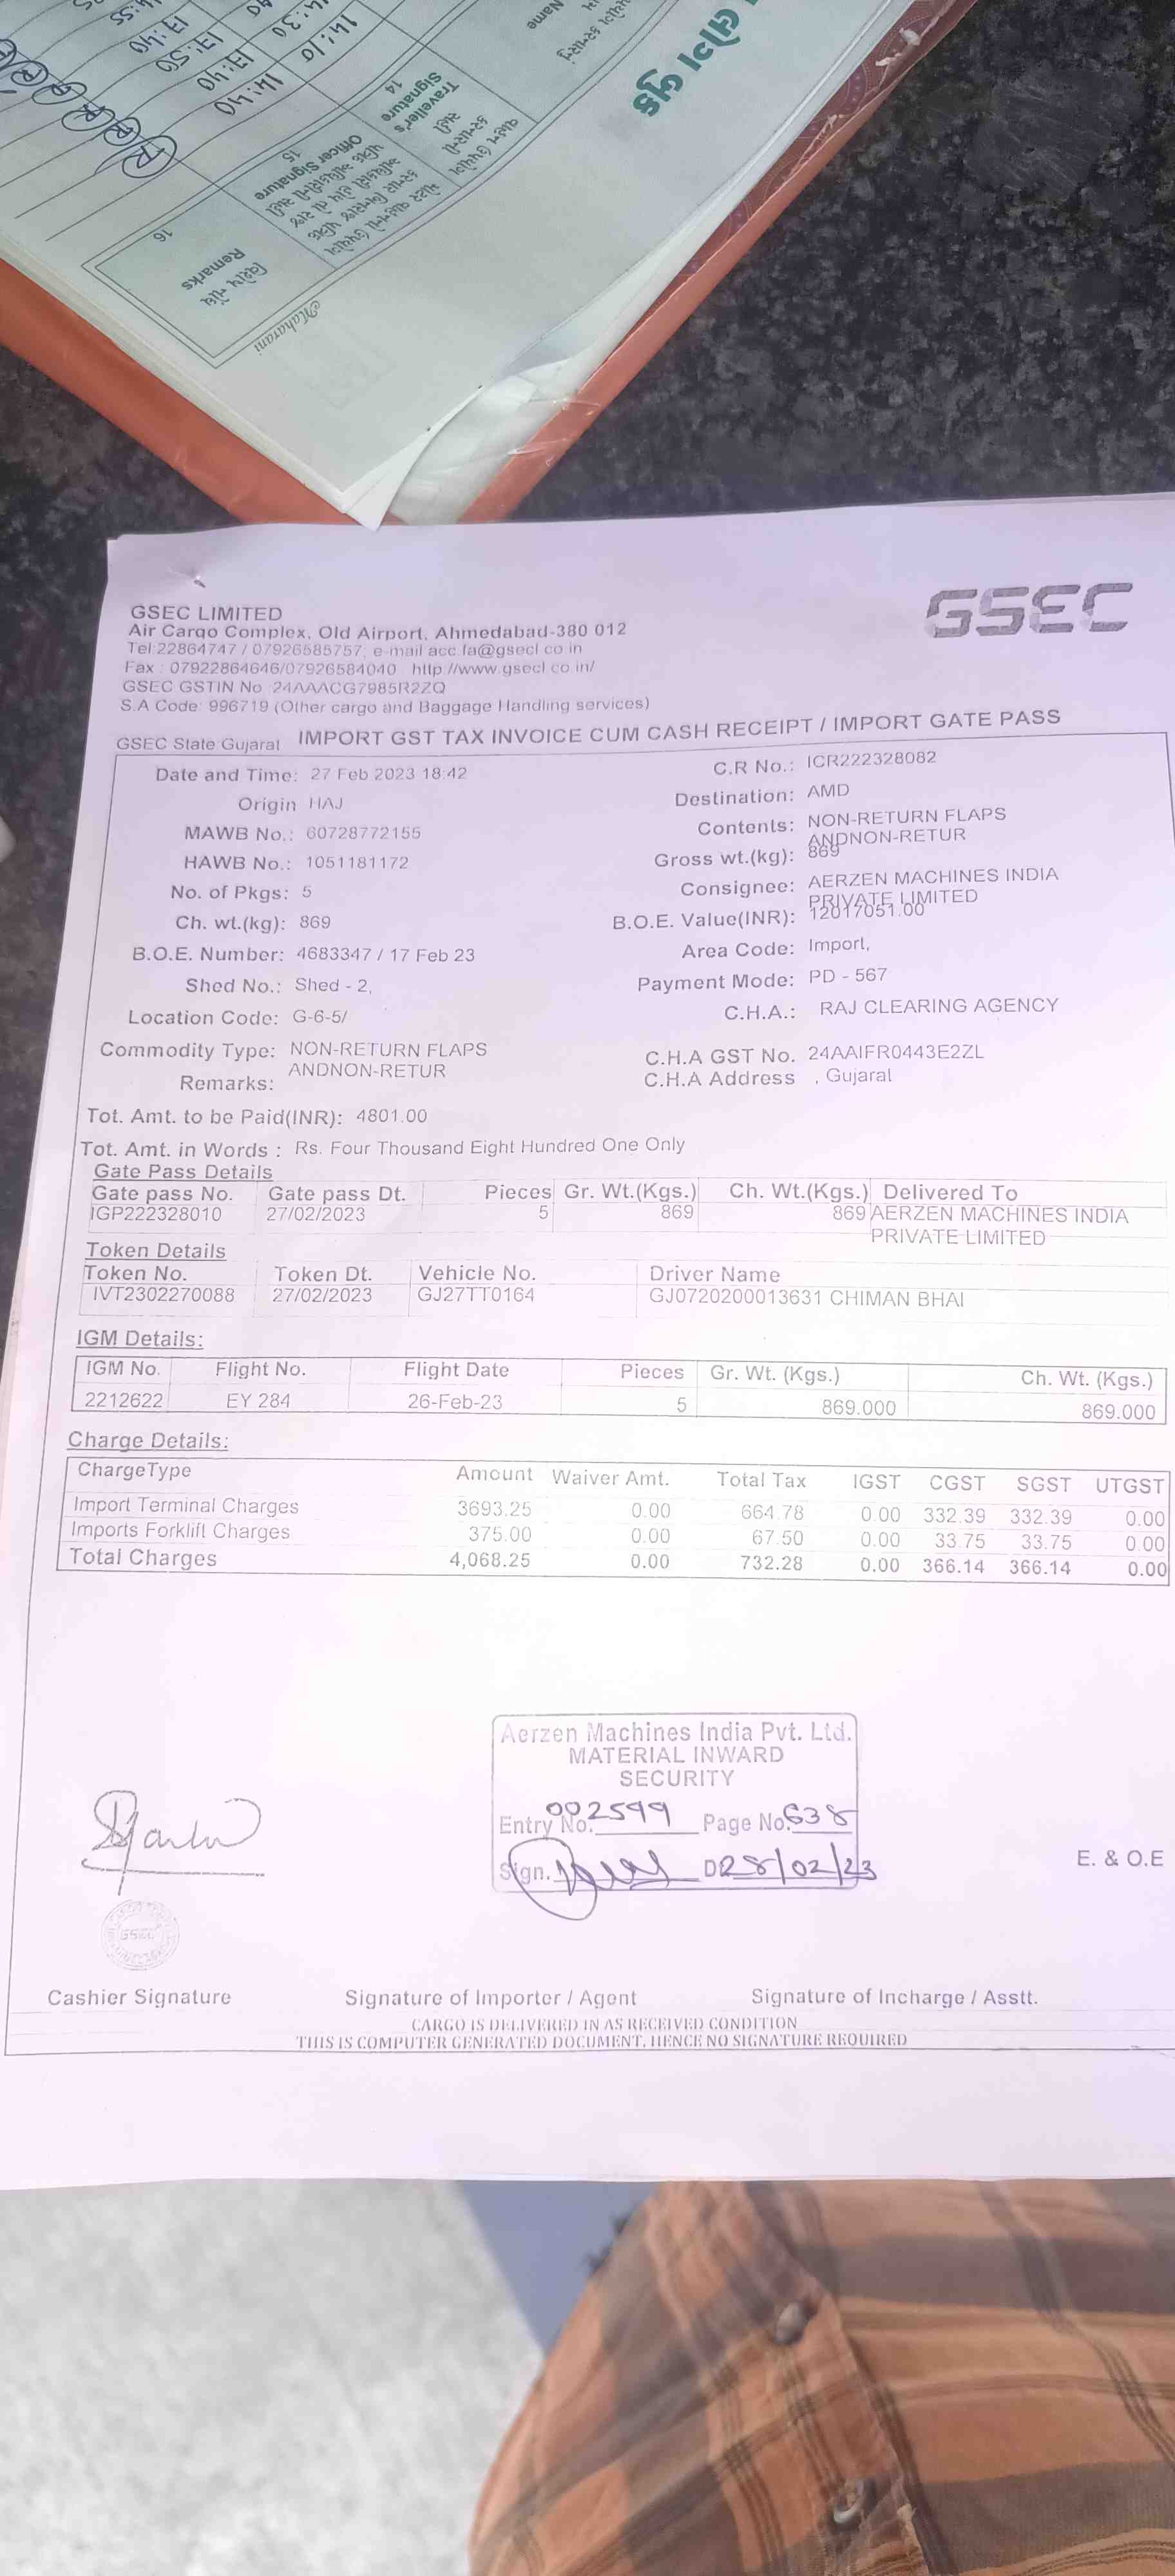 14:10
14:40
17:40
17:50
17:40
Name
Traveller's
Signature
14
Officer Signature
15
Remarks
16
Maharani
GSEC
GSEC LIMITED
Air Cargo Complex, Old Airport, Ahmedabad-380 012
Tel 22864747 / 07926585757, e-mail acc.fa@gsecl.co.in
Fax : 07922864646/07926584040 http://www.gsecl.co.in/
GSEC GSTIN No :24AAACG7985R2ZQ
S.A Code: 996719 (Other cargo and Baggage Handling services)
GSEC State Gujarat IMPORT GST TAX INVOICE CUM CASH RECEIPT / IMPORT GATE PASS
Date and Time: 27 Feb 2023 18:42 C.R No.: ICR222328082
Origin HAJ Destination: AMD
MAWB No.: 60728772155 Contents: NON-RETURN FLAPS
ANDNON-RETUR
HAWB No.: 1051181172 Gross wt.(kg): 869
No. of Pkgs: 5 Consignee: AERZEN MACHINES INDIA
PRIVATE LIMITED
Ch. wt.(kg): 869 B.O.E. Value(INR): 12017051.00
B.O.E. Number: 4683347 / 17 Feb 23 Area Code: Import,
Shed No.: Shed - 2, Payment Mode: PD - 567
Location Code: G-6-5/ C.H.A.: RAJ CLEARING AGENCY
Commodity Type: NON-RETURN FLAPS C.H.A GST No. 24AAIFR0443E2ZL
ANDNON-RETUR
Remarks: C.H.A Address , Gujarat
Tot. Amt. to be Paid(INR): 4801.00
Tot. Amt. in Words : Rs. Four Thousand Eight Hundred One Only
Gate Pass Details
Gate pass No. Gate pass Dt. Pieces Gr. Wt.(Kgs.) Ch. Wt.(Kgs.) Delivered To
IGP222328010 27/02/2023 5 869 869 AERZEN MACHINES INDIA
PRIVATE LIMITED
Token Details
Token No. Token Dt. Vehicle No. Driver Name
IVT2302270088 27/02/2023 GJ27TT0164 GJ0720200013631 CHIMAN BHAI
IGM Details:
IGM No. Flight No. Flight Date Pieces Gr. Wt. (Kgs.) Ch. Wt. (Kgs.)
2212622 EY 284 26-Feb-23 5 869.000 869.000
Charge Details:
ChargeType Amount Waiver Amt. Total Tax IGST CGST SGST UTGST
Import Terminal Charges 3693.25 0.00 664.78 0.00 332.39 332.39 0.00
Imports Forklift Charges 375.00 0.00 67.50 0.00 33.75 33.75 0.00
Total Charges 4,068.25 0.00 732.28 0.00 366.14 366.14 0.00
Aerzen Machines India Pvt. Ltd.
MATERIAL INWARD
SECURITY
Entry No. 002599 Page No. 638
Sign. D 28/02/23
E. & O.E
GSEC
Cashier Signature Signature of Importer / Agent Signature of Incharge / Asstt.
CARGO IS DELIVERED IN AS RECEIVED CONDITION
THIS IS COMPUTER GENERATED DOCUMENT, HENCE NO SIGNATURE REQUIRED